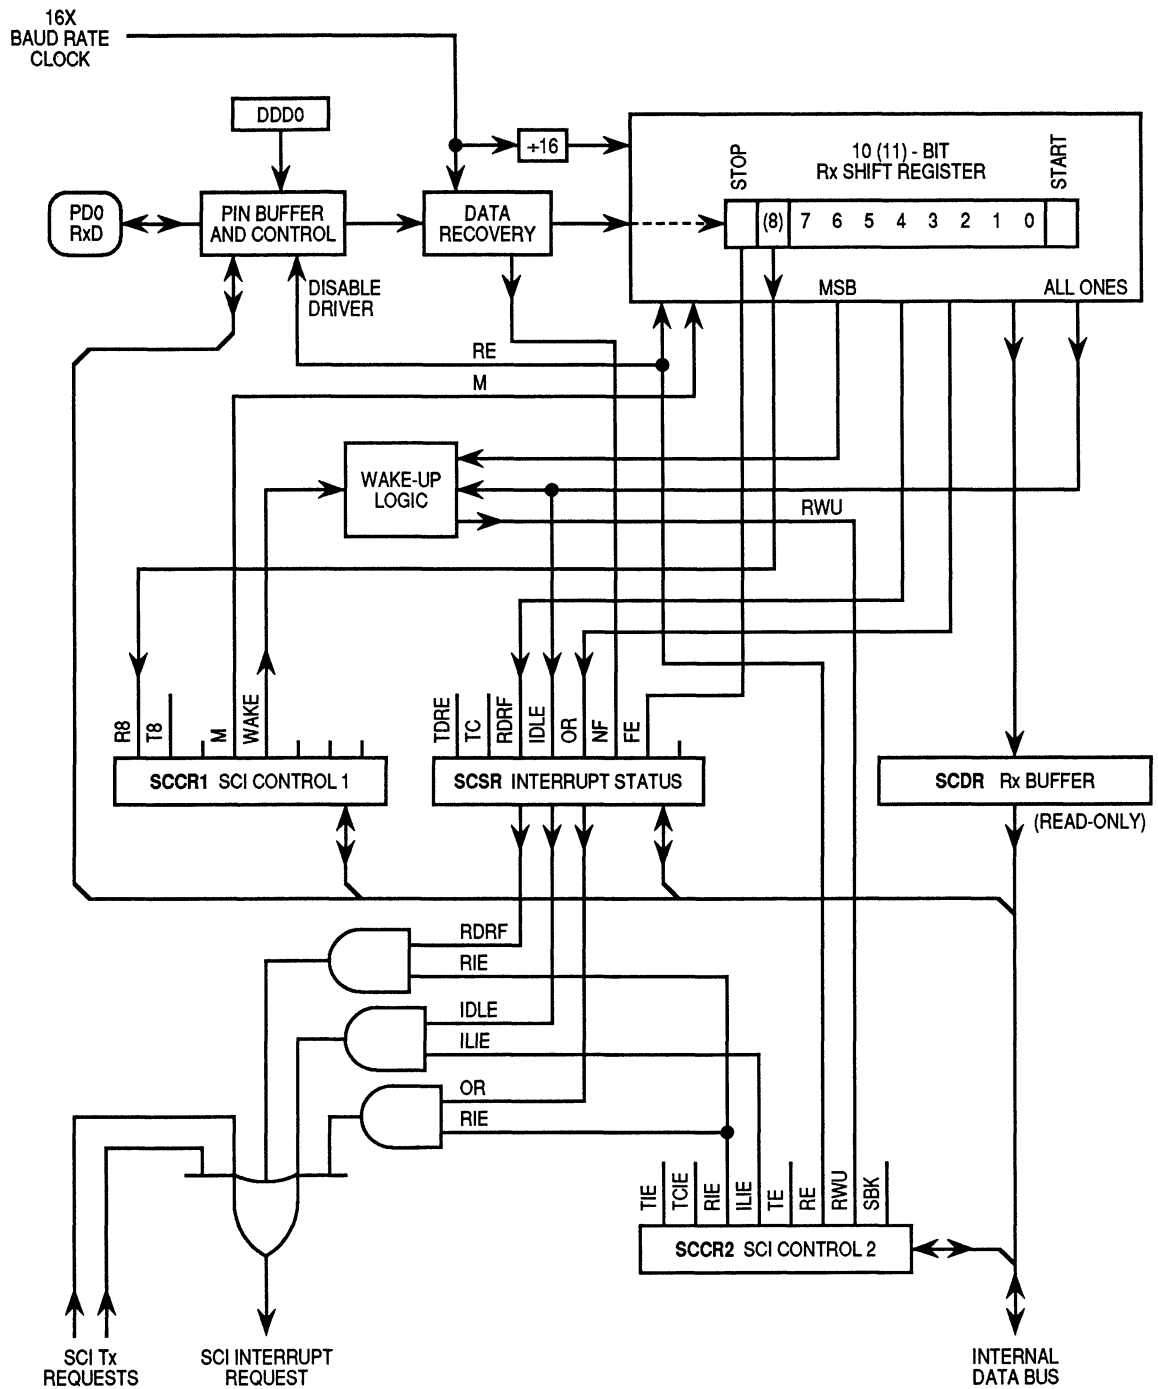 16X
BAUD RATE
CLOCK
DDD0
÷16
10 (11) - BIT
Rx SHIFT REGISTER
STOP
START
PD0
RxD
PIN BUFFER
AND CONTROL
DATA
RECOVERY
(8) 7 6 5 4 3 2 1 0
DISABLE
DRIVER
MSB
ALL ONES
RE
M
WAKE-UP
LOGIC
RWU
R8
T8
M
WAKE
TDRE
TC
RDRF
IDLE
OR
NF
FE
SCCR1 SCI CONTROL 1
SCSR INTERRUPT STATUS
SCDR Rx BUFFER
(READ-ONLY)
RDRF
RIE
IDLE
ILIE
OR
RIE
TIE
TCIE
RIE
ILIE
TE
RE
RWU
SBK
SCCR2 SCI CONTROL 2
SCI Tx
REQUESTS
SCI INTERRUPT
REQUEST
INTERNAL
DATA BUS